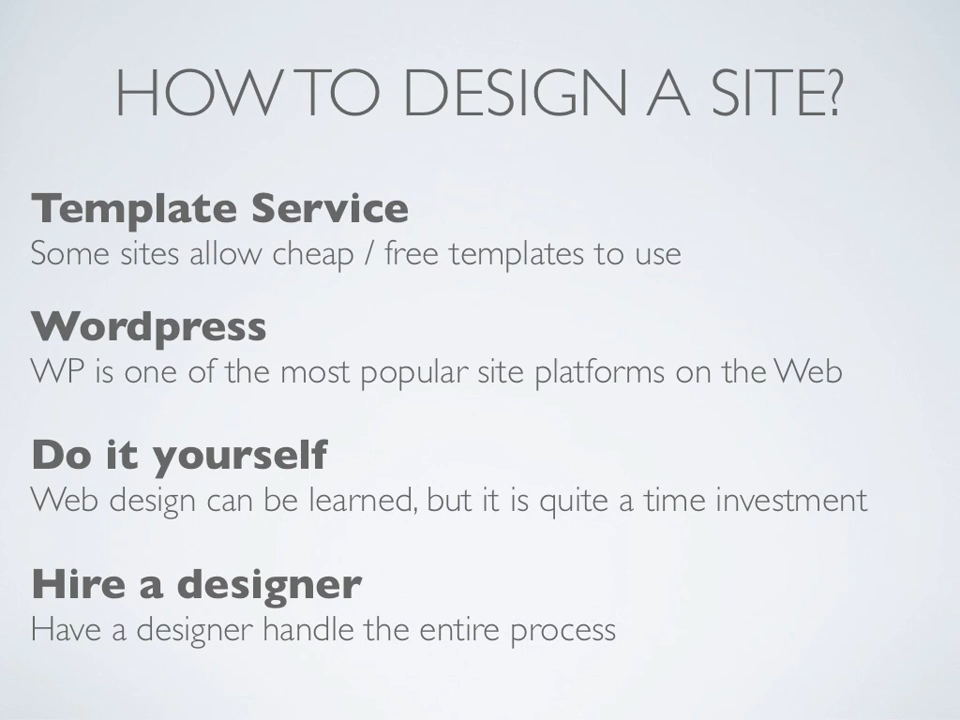 HOW TO DESIGN A SITE?
Template Service
Some sites allow cheap / free templates to use
Wordpress
WP is one of the most popular site platforms on the Web
Do it yourself
Web design can be learned, but it is quite a time investment
Hire a designer
Have a designer handle the entire process